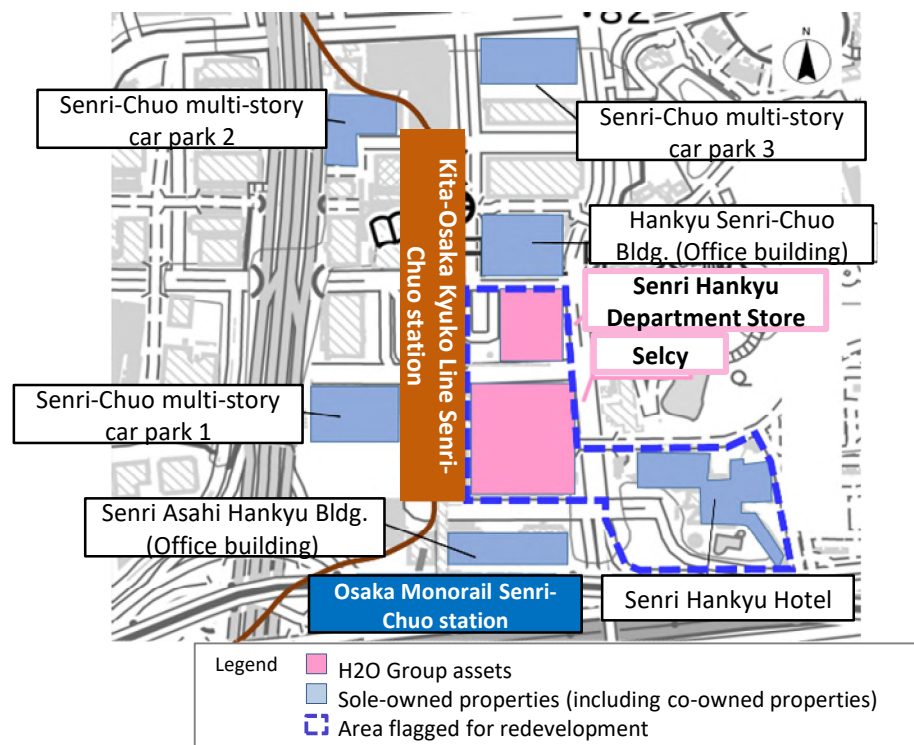 82
N
Senri-Chuo multi-story
car park 2
Senri-Chuo multi-story
car park 3
Kita-Osaka Kyuko Line Senri-
Chuo station
Hankyu Senri-Chuo
Bldg. (Office building)
Senri Hankyu
Department Store
Selcy
Senri-Chuo multi-story
car park 1
Senri Asahi Hankyu Bldg.
(Office building)
Osaka Monorail Senri-
Chuo station
Senri Hankyu Hotel
Legend
H2O Group assets
Sole-owned properties (including co-owned properties)
Area flagged for redevelopment